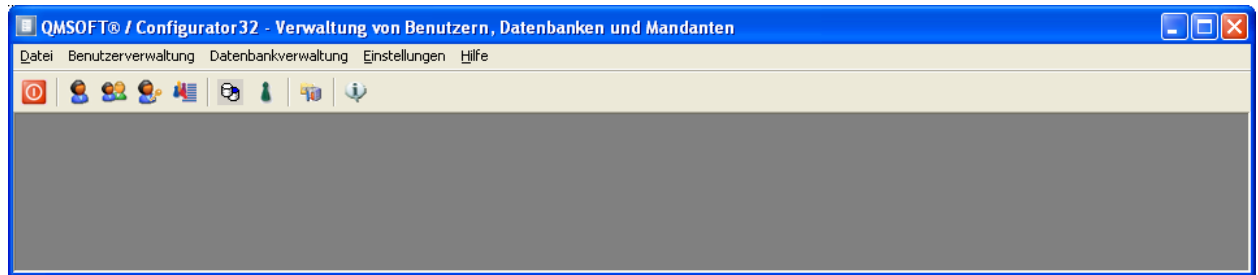 QMSOFT® / Configurator32 - Verwaltung von Benutzern, Datenbanken und Mandanten
Datei Benutzerverwaltung Datenbankverwaltung Einstellungen Hilfe